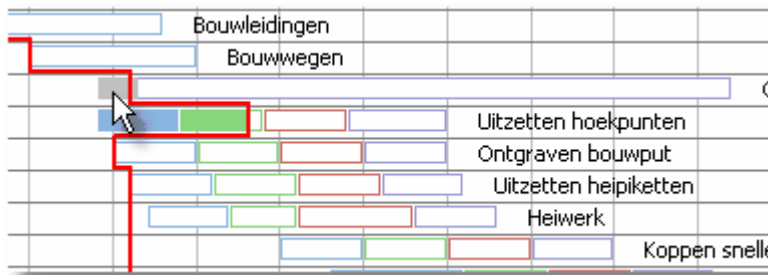 Bouwleidingen
Bouwwegen
Uitzetten hoekpunten
Ontgraven bouwput
Uitzetten heipiketten
Heiwerk
Koppen snelle